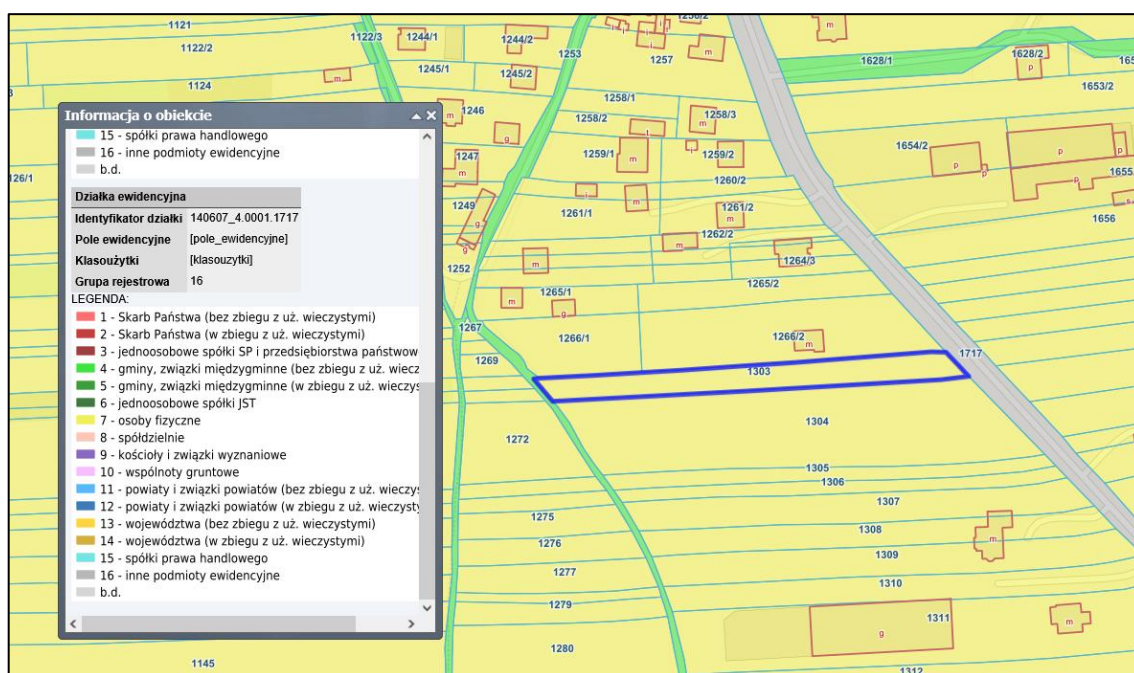 Informacja o obiekcie
15 - spółki prawa handlowego
16 - inne podmioty ewidencyjne
b.d.
Działka ewidencyjna
Identyfikator działki 140607_4.0001.1717
Pole ewidencyjne [pole_ewidencyjne]
Klasoużytki [klasouzytki]
Grupa rejestrowa 16
LEGENDA:
1 - Skarb Państwa (bez zbiegu z uż. wieczystymi)
2 - Skarb Państwa (w zbiegu z uż. wieczystymi)
3 - jednoosobowe spółki SP i przedsiębiorstwa państwow
4 - gminy, związki międzygminne (bez zbiegu z uż. wiecz
5 - gminy, związki międzygminne (w zbiegu z uż. wieczys
6 - jednoosobowe spółki JST
7 - osoby fizyczne
8 - spółdzielnie
9 - kościoły i związki wyznaniowe
10 - wspólnoty gruntowe
11 - powiaty i związki powiatów (bez zbiegu z uż. wieczys
12 - powiaty i związki powiatów (w zbiegu z uż. wieczysty
13 - województwa (bez zbiegu z uż. wieczystymi)
14 - województwa (w zbiegu z uż. wieczystymi)
15 - spółki prawa handlowego
16 - inne podmioty ewidencyjne
b.d.
1121
1122/2
1122/3
1244/1
1244/2
1253
1257
1628/1
1628/2
1124
1245/1
1245/2
1653/2
1246
1258/1
1258/2
1258/3
1247
1259/1
1259/2
1654/2
126/1
1260/2
1249
1261/1
1261/2
1656
1262/2
1252
1264/3
1265/1
1265/2
1267
1266/1
1266/2
1269
1303
1717
1304
1272
1305
1306
1275
1307
1276
1308
1277
1309
1279
1310
1311
1280
1145
1312